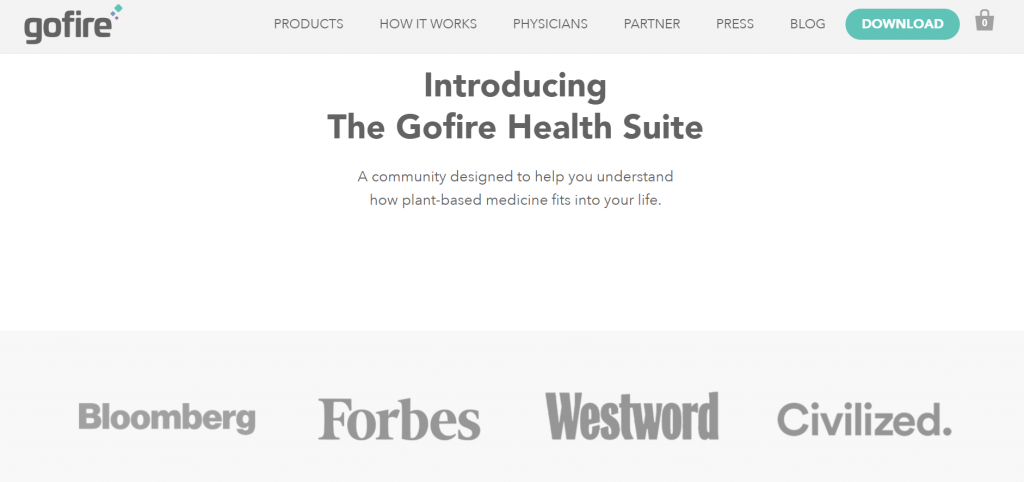 gofire
PRODUCTS HOW IT WORKS PHYSICIANS PARTNER PRESS BLOG DOWNLOAD 0
Introducing
The Gofire Health Suite
A community designed to help you understand
how plant-based medicine fits into your life.
Bloomberg Forbes Westword Civilized.